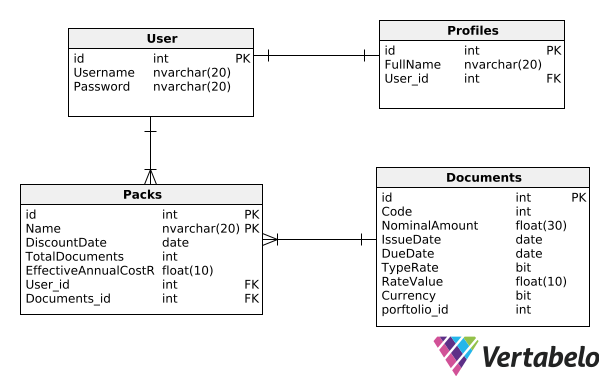 User
id int PK
Username nvarchar(20)
Password nvarchar(20)
Profiles
id int PK
FullName nvarchar(20)
User_id int FK
Packs
id int PK
Name nvarchar(20) PK
DiscountDate date
TotalDocuments int
EffectiveAnnualCostR float(10)
User_id int FK
Documents_id int FK
Documents
id int PK
Code int
NominalAmount float(30)
IssueDate date
DueDate date
TypeRate bit
RateValue float(10)
Currency bit
porftolio_id int
Vertabelo